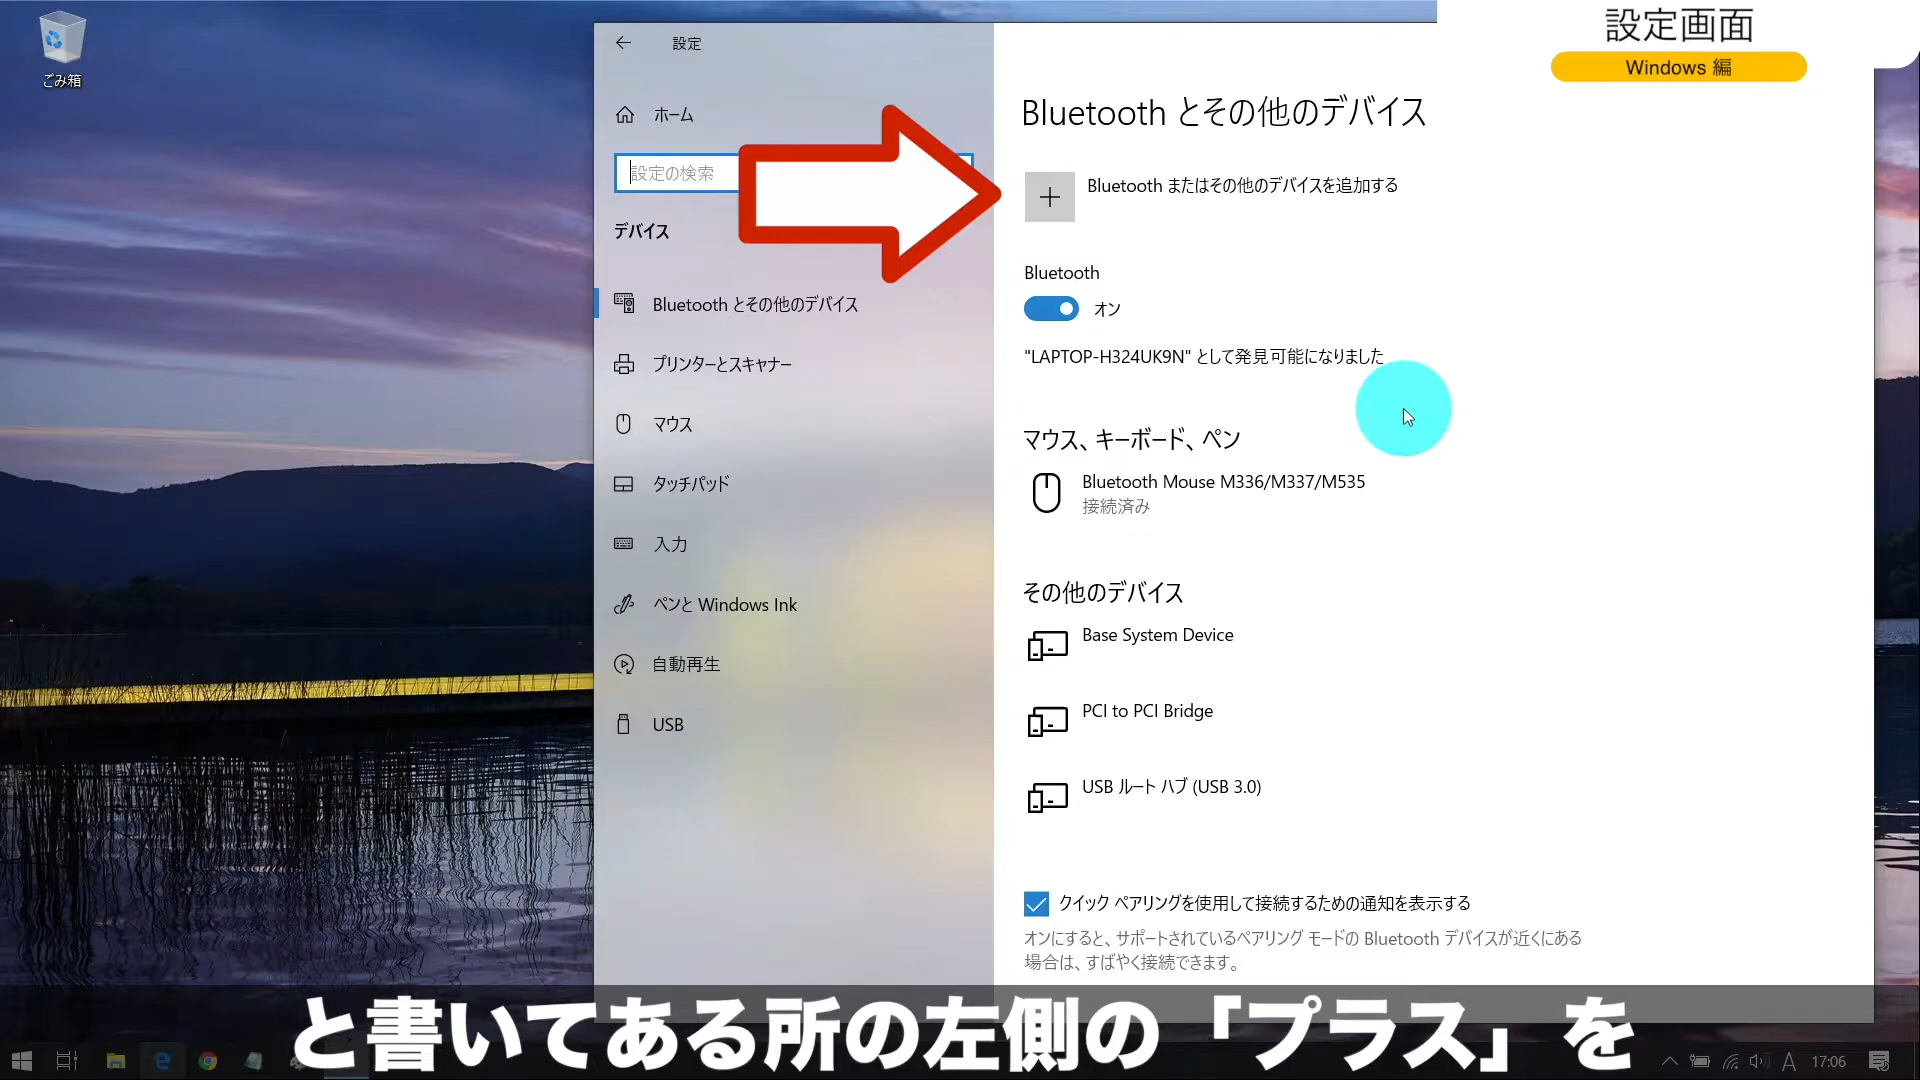 設定画面
Windows 編
ごみ箱
設定
ホーム
設定の検索
デバイス
Bluetooth とその他のデバイス
プリンターとスキャナー
マウス
タッチパッド
入力
ペンと Windows Ink
自動再生
USB
Bluetooth とその他のデバイス
Bluetooth またはその他のデバイスを追加する
Bluetooth
オン
"LAPTOP-H324UK9N" として発見可能になりました
マウス、キーボード、ペン
Bluetooth Mouse M336/M337/M535
接続済み
その他のデバイス
Base System Device
PCI to PCI Bridge
USB ルート ハブ (USB 3.0)
クイック ペアリングを使用して接続するための通知を表示する
オンにすると、サポートされているペアリング モードの Bluetooth デバイスが近くにある
場合は、すばやく接続できます。
と書いてある所の左側の「プラス」を
A 17:06